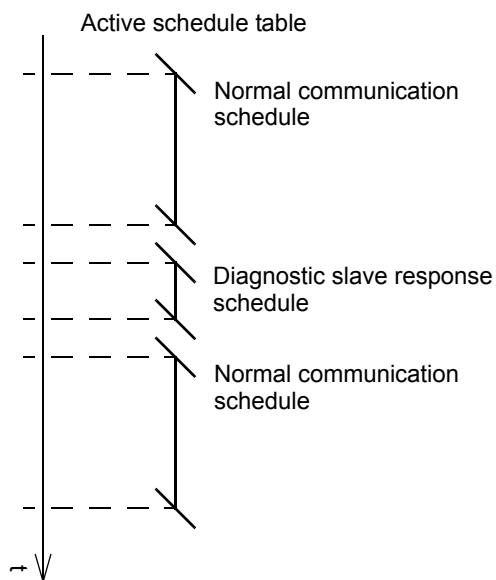 Active schedule table
Normal communication
schedule
Diagnostic slave response
schedule
Normal communication
schedule
t